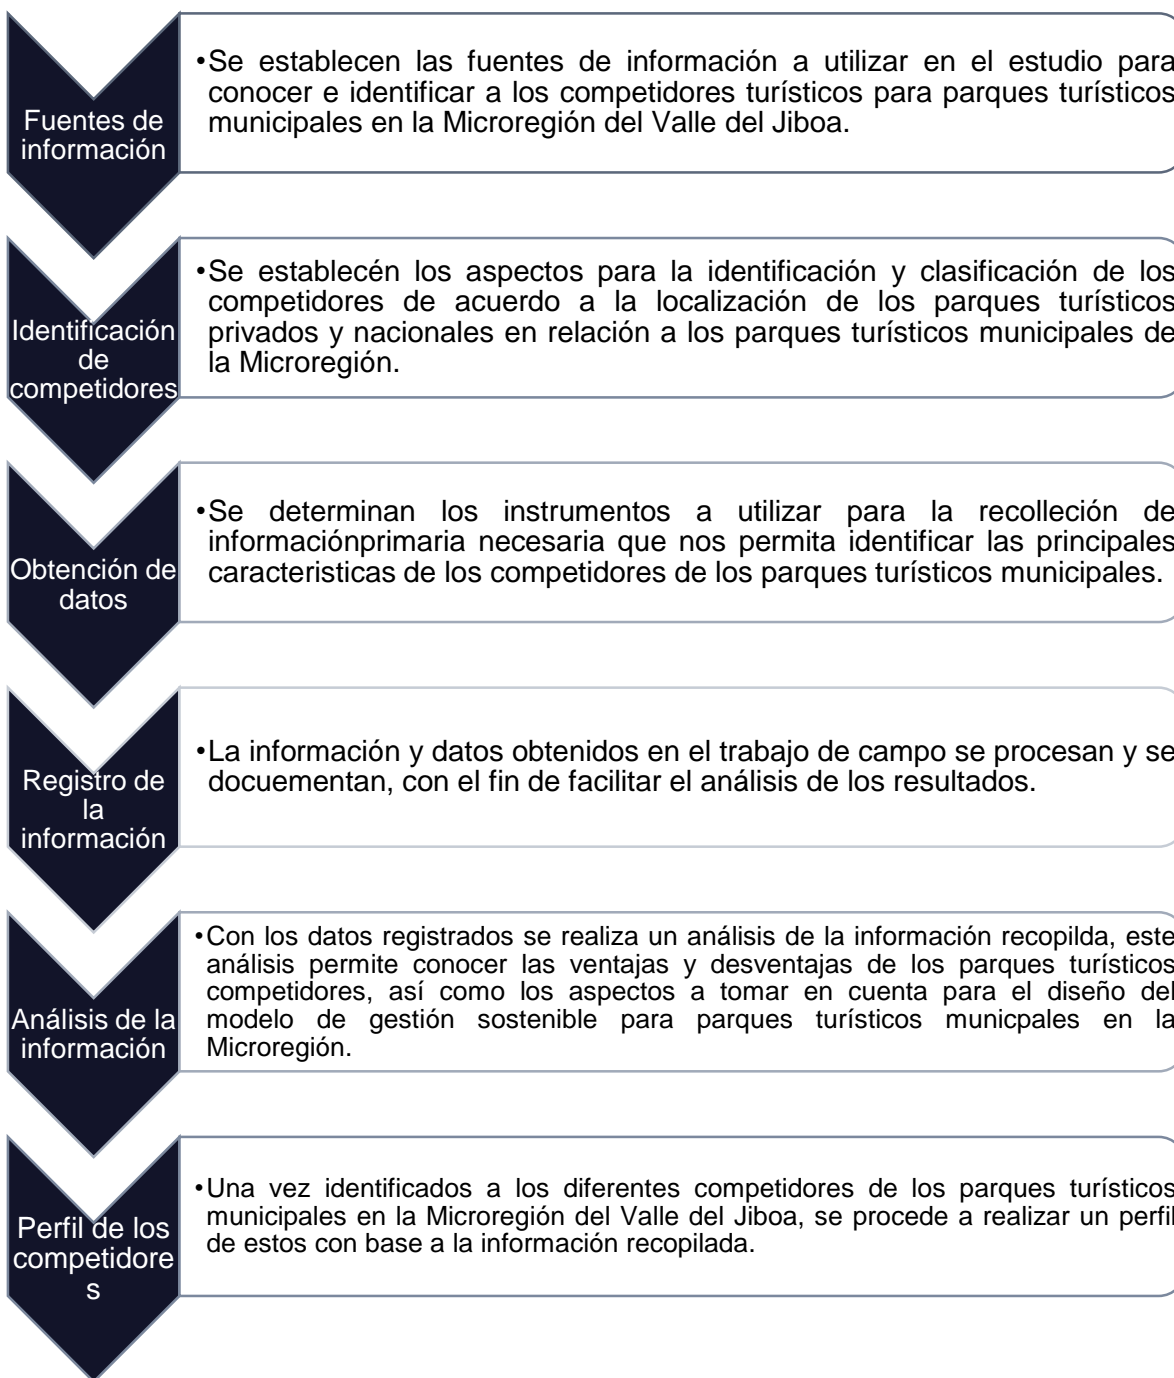 Fuentes de
información
•Se establecen las fuentes de información a utilizar en el estudio para
conocer e identificar a los competidores turísticos para parques turísticos
municipales en la Microregión del Valle del Jiboa.
Identificación
de
competidores
•Se establecén los aspectos para la identificación y clasificación de los
competidores de acuerdo a la localización de los parques turísticos
privados y nacionales en relación a los parques turísticos municipales de
la Microregión.
Obtención de
datos
•Se determinan los instrumentos a utilizar para la recolleción de
informaciónprimaria necesaria que nos permita identificar las principales
caracteristicas de los competidores de los parques turísticos municipales.
Registro de
la
información
•La información y datos obtenidos en el trabajo de campo se procesan y se
docuementan, con el fin de facilitar el análisis de los resultados.
Análisis de la
información
•Con los datos registrados se realiza un análisis de la información recopilda, este
análisis permite conocer las ventajas y desventajas de los parques turísticos
competidores, así como los aspectos a tomar en cuenta para el diseño del
modelo de gestión sostenible para parques turísticos municpales en la
Microregión.
Perfil de los
competidore
s
•Una vez identificados a los diferentes competidores de los parques turísticos
municipales en la Microregión del Valle del Jiboa, se procede a realizar un perfil
de estos con base a la información recopilada.